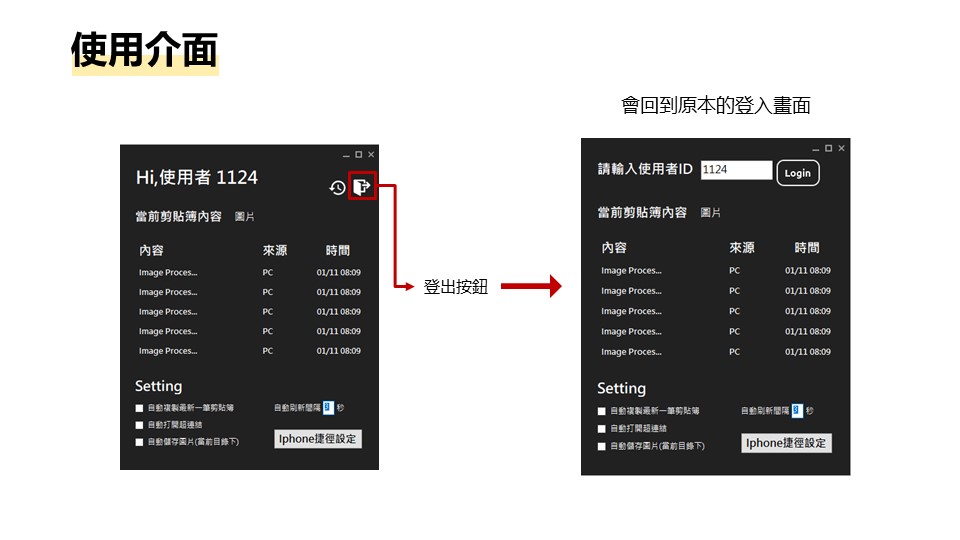 使用介面
會回到原本的登入畫面
Hi,使用者 1124
當前剪貼簿內容 圖片
內容 來源 時間
Image Proces... PC 01/11 08:09
Image Proces... PC 01/11 08:09
Image Proces... PC 01/11 08:09
Image Proces... PC 01/11 08:09
Image Proces... PC 01/11 08:09
Setting
自動複製最新一筆剪貼簿 自動刷新間隔 秒
自動打開超連結
自動儲存圖片(當前目錄下)
Iphone捷徑設定
登出按鈕
請輸入使用者ID 1124 Login
當前剪貼簿內容 圖片
內容 來源 時間
Image Proces... PC 01/11 08:09
Image Proces... PC 01/11 08:09
Image Proces... PC 01/11 08:09
Image Proces... PC 01/11 08:09
Image Proces... PC 01/11 08:09
Setting
自動複製最新一筆剪貼簿 自動刷新間隔 秒
自動打開超連結
自動儲存圖片(當前目錄下)
Iphone捷徑設定